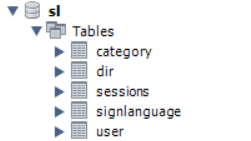 sl
Tables
category
dir
sessions
signlanguage
user